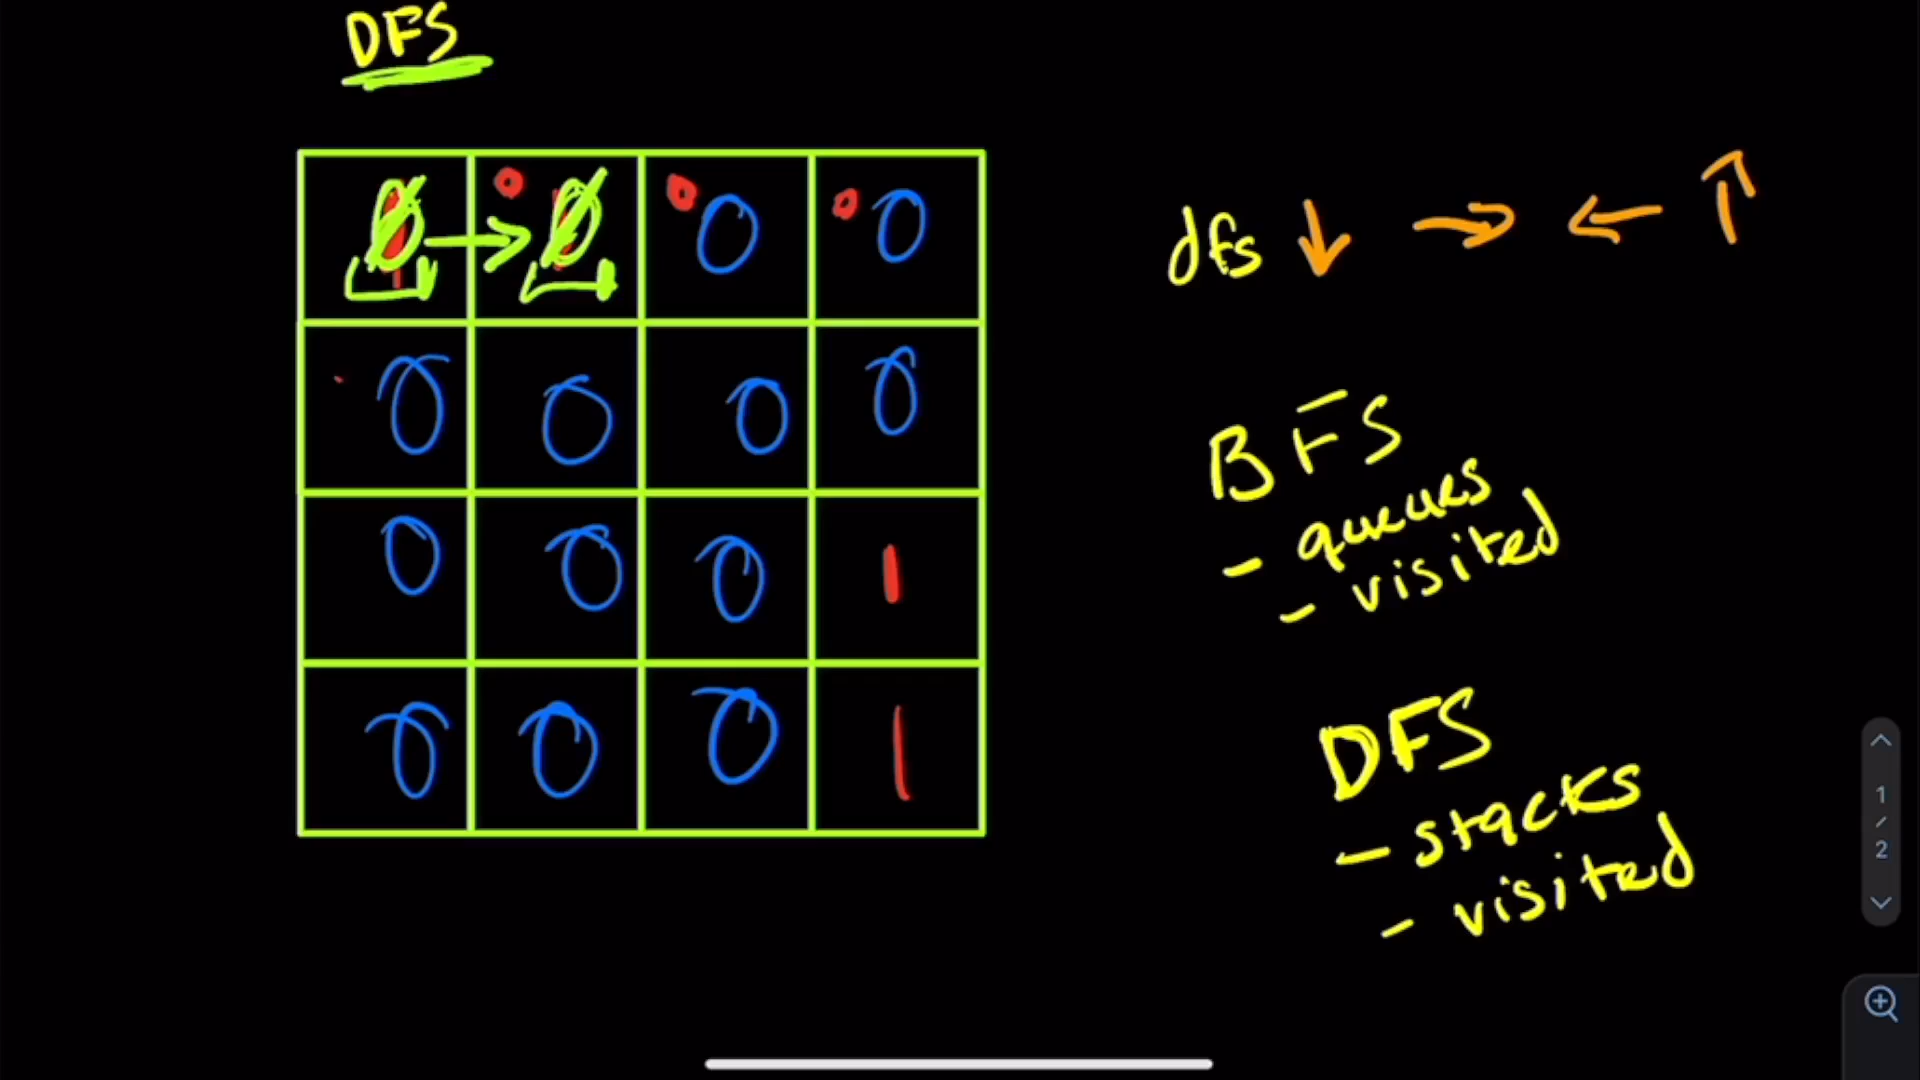 DFS
0 → 0 0 0
0 0 0 0
0 0 0 1
0 0 0 1
dfs ↓ → ← ↑
BFS
- queues
- visited
DFS
- stacks
- visited
1
/
2